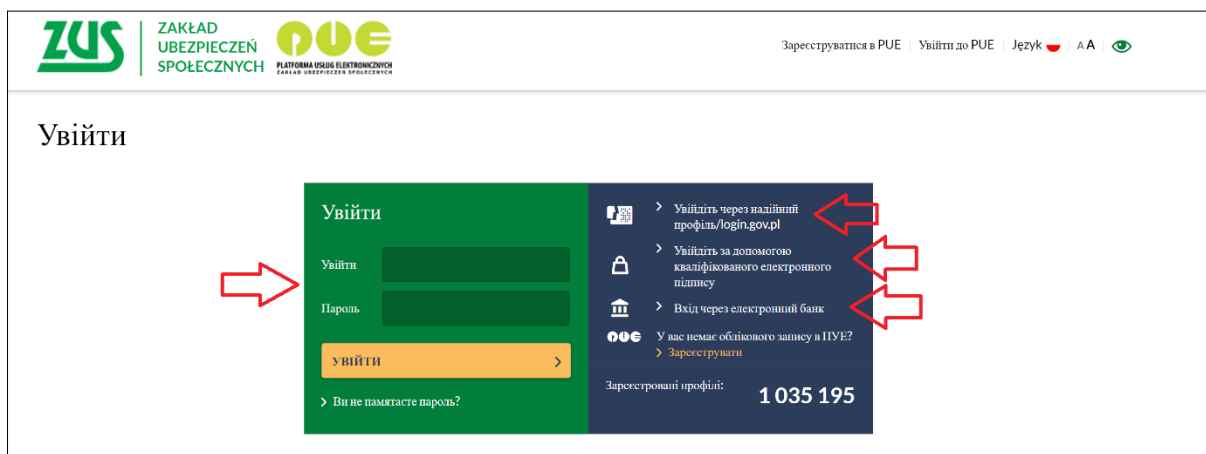 ZUS
ZAKŁAD
UBEZPIECZEŃ
SPOŁECZNYCH
PUE
PLATFORMA USŁUG ELEKTRONICZNYCH
ZAKŁAD UBEZPIECZEŃ SPOŁECZNYCH
Зареєструватися в PUE
Увійти до PUE
Język
A A
Увійти
Увійти
Увійти
Пароль
УВІЙТИ
Ви не памятаєте пароль?
Увійдіть через надійний
профіль/login.gov.pl
Увійдіть за допомогою
кваліфікованого електронного
підпису
Вхід через електронний банк
PUE
У вас немає облікового запису в ПУЕ?
Зареєструвати
Зареєстровані профілі:
1 035 195